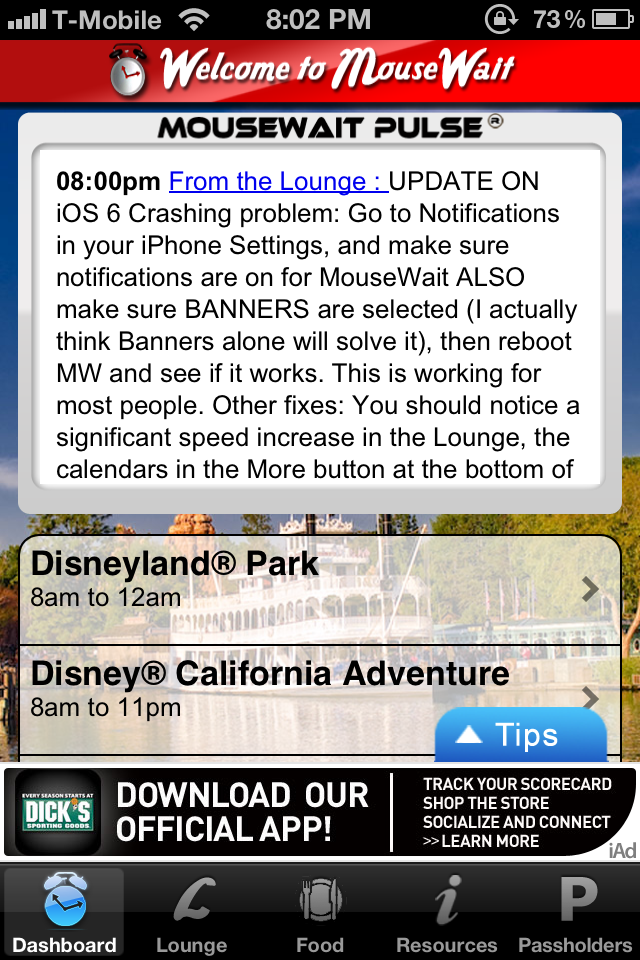 T-Mobile 8:02 PM 73%
Welcome to MouseWait
MOUSEWAIT PULSE®
08:00pm From the Lounge : UPDATE ON
iOS 6 Crashing problem: Go to Notifications
in your iPhone Settings, and make sure
notifications are on for MouseWait ALSO
make sure BANNERS are selected (I actually
think Banners alone will solve it), then reboot
MW and see if it works. This is working for
most people. Other fixes: You should notice a
significant speed increase in the Lounge, the
calendars in the More button at the bottom of
Disneyland® Park
8am to 12am
Disney® California Adventure
8am to 11pm
Tips
EVERY SEASON STARTS AT
DICK'S
SPORTING GOODS
DOWNLOAD OUR
OFFICIAL APP!
TRACK YOUR SCORECARD
SHOP THE STORE
SOCIALIZE AND CONNECT
>> LEARN MORE
iAd
L
i
P
Dashboard Lounge Food Resources Passholders